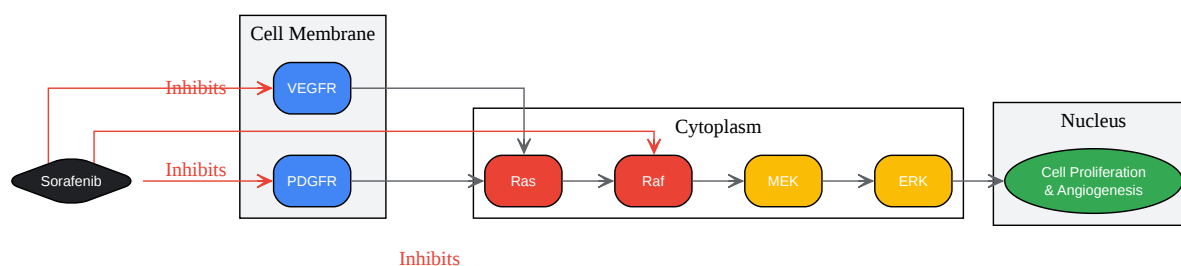 Cell Membrane
Inhibits
VEGFR
Cytoplasm
Nucleus
Sorafenib
Inhibits
PDGFR
Ras
Raf
MEK
ERK
Cell Proliferation
& Angiogenesis
Inhibits